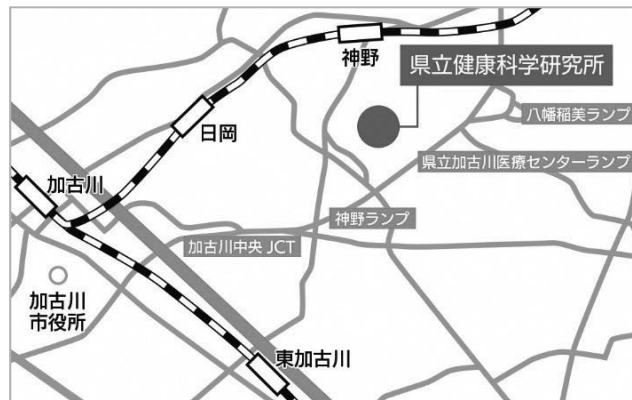 神野
県立健康科学研究所
八幡稲美ランプ
日岡
県立加古川医療センターランプ
加古川
神野ランプ
加古川中央 JCT
加古川
市役所
東加古川